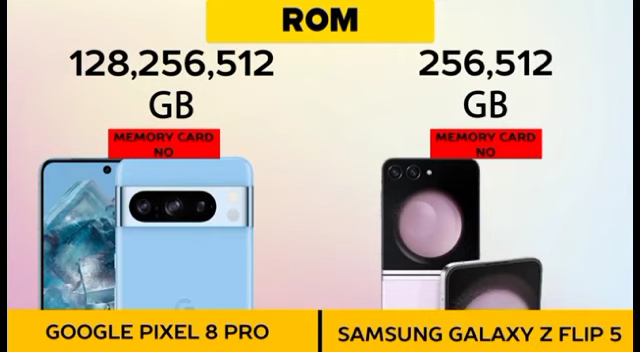 ROM
128,256,512
GB
MEMORY CARD
NO
256,512
GB
MEMORY CARD
NO
GOOGLE PIXEL 8 PRO
SAMSUNG GALAXY Z FLIP 5